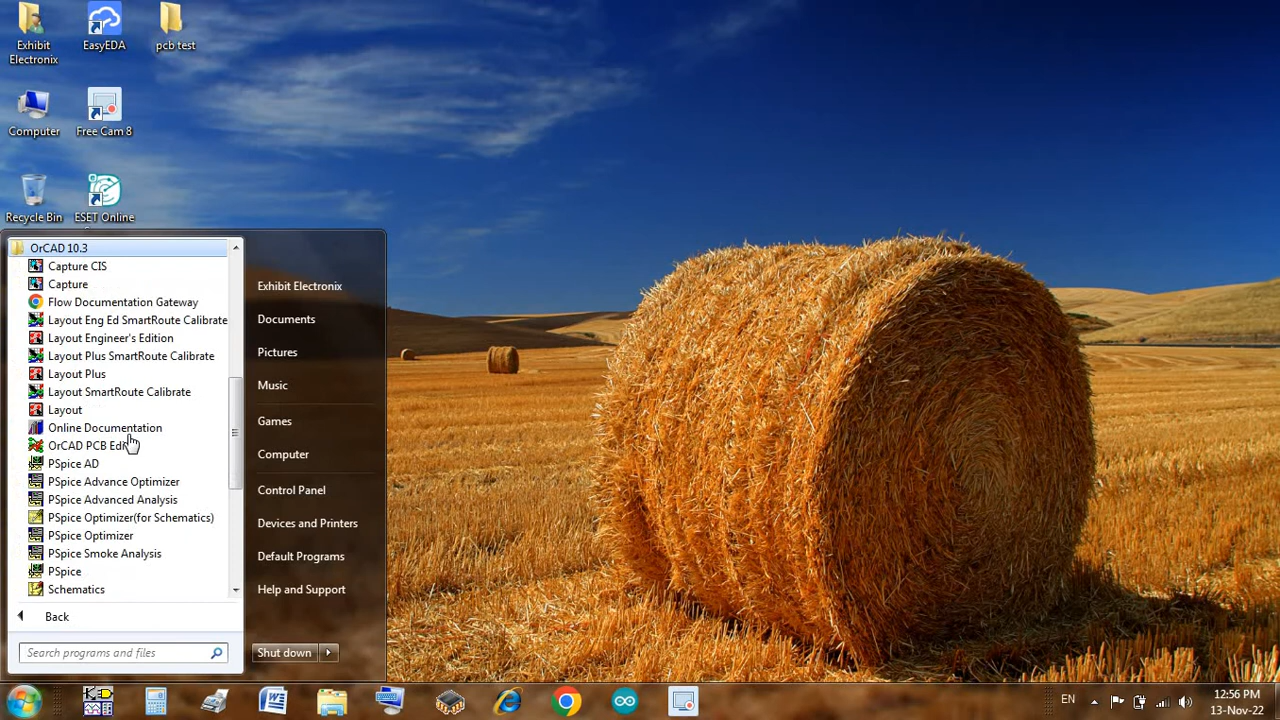 Exhibit
Electronix
EasyEDA
pcb test
Computer
Free Cam 8
Recycle Bin
ESET Online
OrCAD 10.3
Capture CIS
Capture
Flow Documentation Gateway
Layout Eng Ed SmartRoute Calibrate
Layout Engineer's Edition
Layout Plus SmartRoute Calibrate
Layout Plus
Layout SmartRoute Calibrate
Layout
Online Documentation
OrCAD PCB
PSpice AD
PSpice Advance Optimizer
PSpice Advanced Analysis
PSpice Optimizer(for Schematics)
PSpice Optimizer
PSpice Smoke Analysis
PSpice
Schematics
Back
Search programs and files
Exhibit Electronix
Documents
Pictures
Music
Games
Computer
Control Panel
Devices and Printers
Default Programs
Help and Support
Shut down
EN
12:56 PM
13-Nov-22